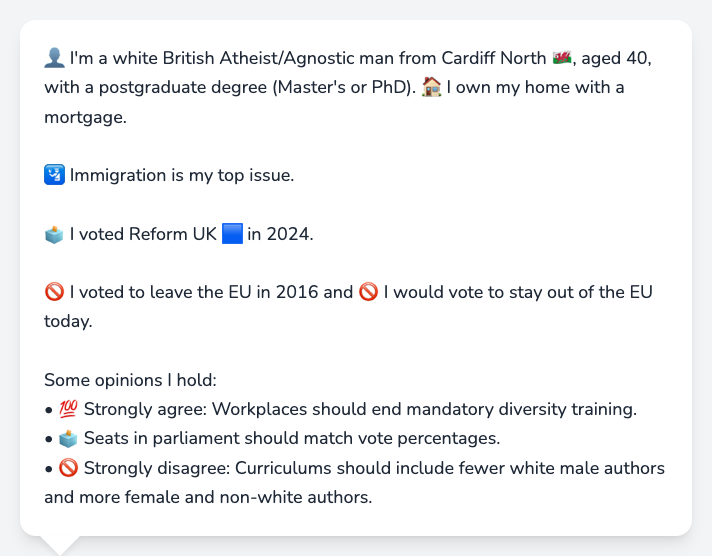 👤 I'm a white British Atheist/Agnostic man from Cardiff North 🏴󠁧󠁢󠁷󠁬󠁳󠁿, aged 40,
with a postgraduate degree (Master's or PhD). 🏠 I own my home with a
mortgage.
🛂 Immigration is my top issue.
🗳️ I voted Reform UK 🟦 in 2024.
🚫 I voted to leave the EU in 2016 and 🚫 I would vote to stay out of the EU
today.
Some opinions I hold:
• 💯 Strongly agree: Workplaces should end mandatory diversity training.
• 🗳️ Seats in parliament should match vote percentages.
• 🚫 Strongly disagree: Curriculums should include fewer white male authors
and more female and non-white authors.